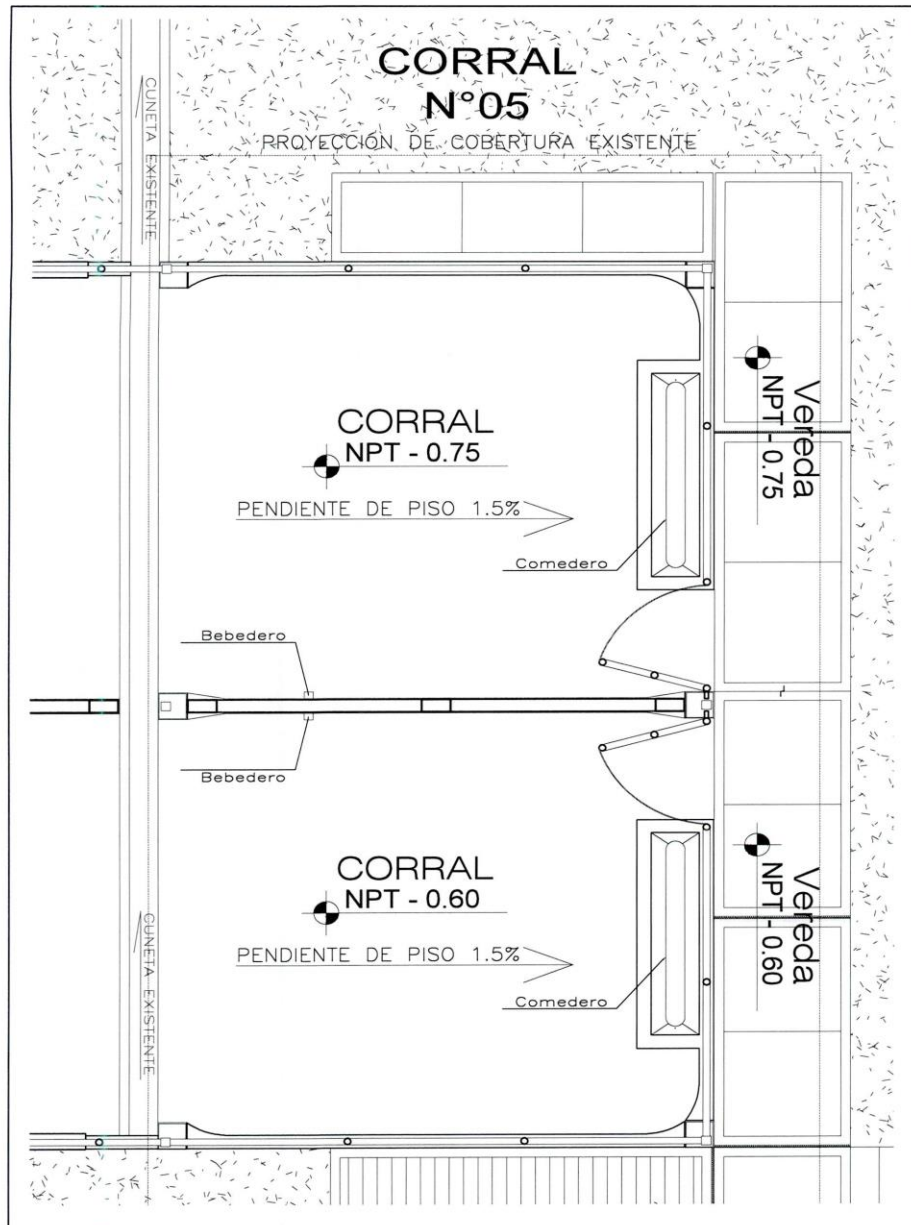 CORRAL
N°05
PROYECCIÓN DE COBERTURA EXISTENTE
CUNETA EXISTENTE
CORRAL
NPT - 0.75
PENDIENTE DE PISO 1.5%
Comedero
Vereda
NPT - 0.75
Bebedero
Bebedero
CORRAL
NPT - 0.60
PENDIENTE DE PISO 1.5%
Comedero
Vereda
NPT - 0.60
CUNETA EXISTENTE